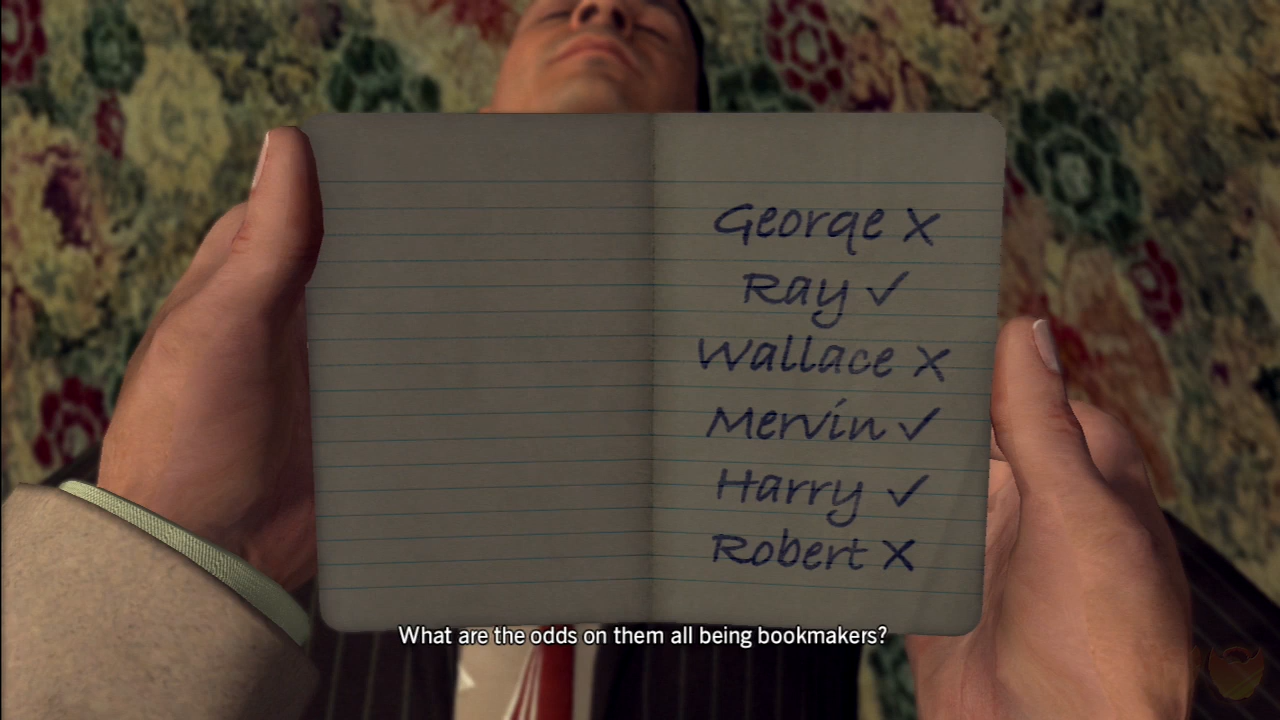 George X
Ray ✓
Wallace X
Mervin ✓
Harry ✓
Robert X
What are the odds on them all being bookmakers?